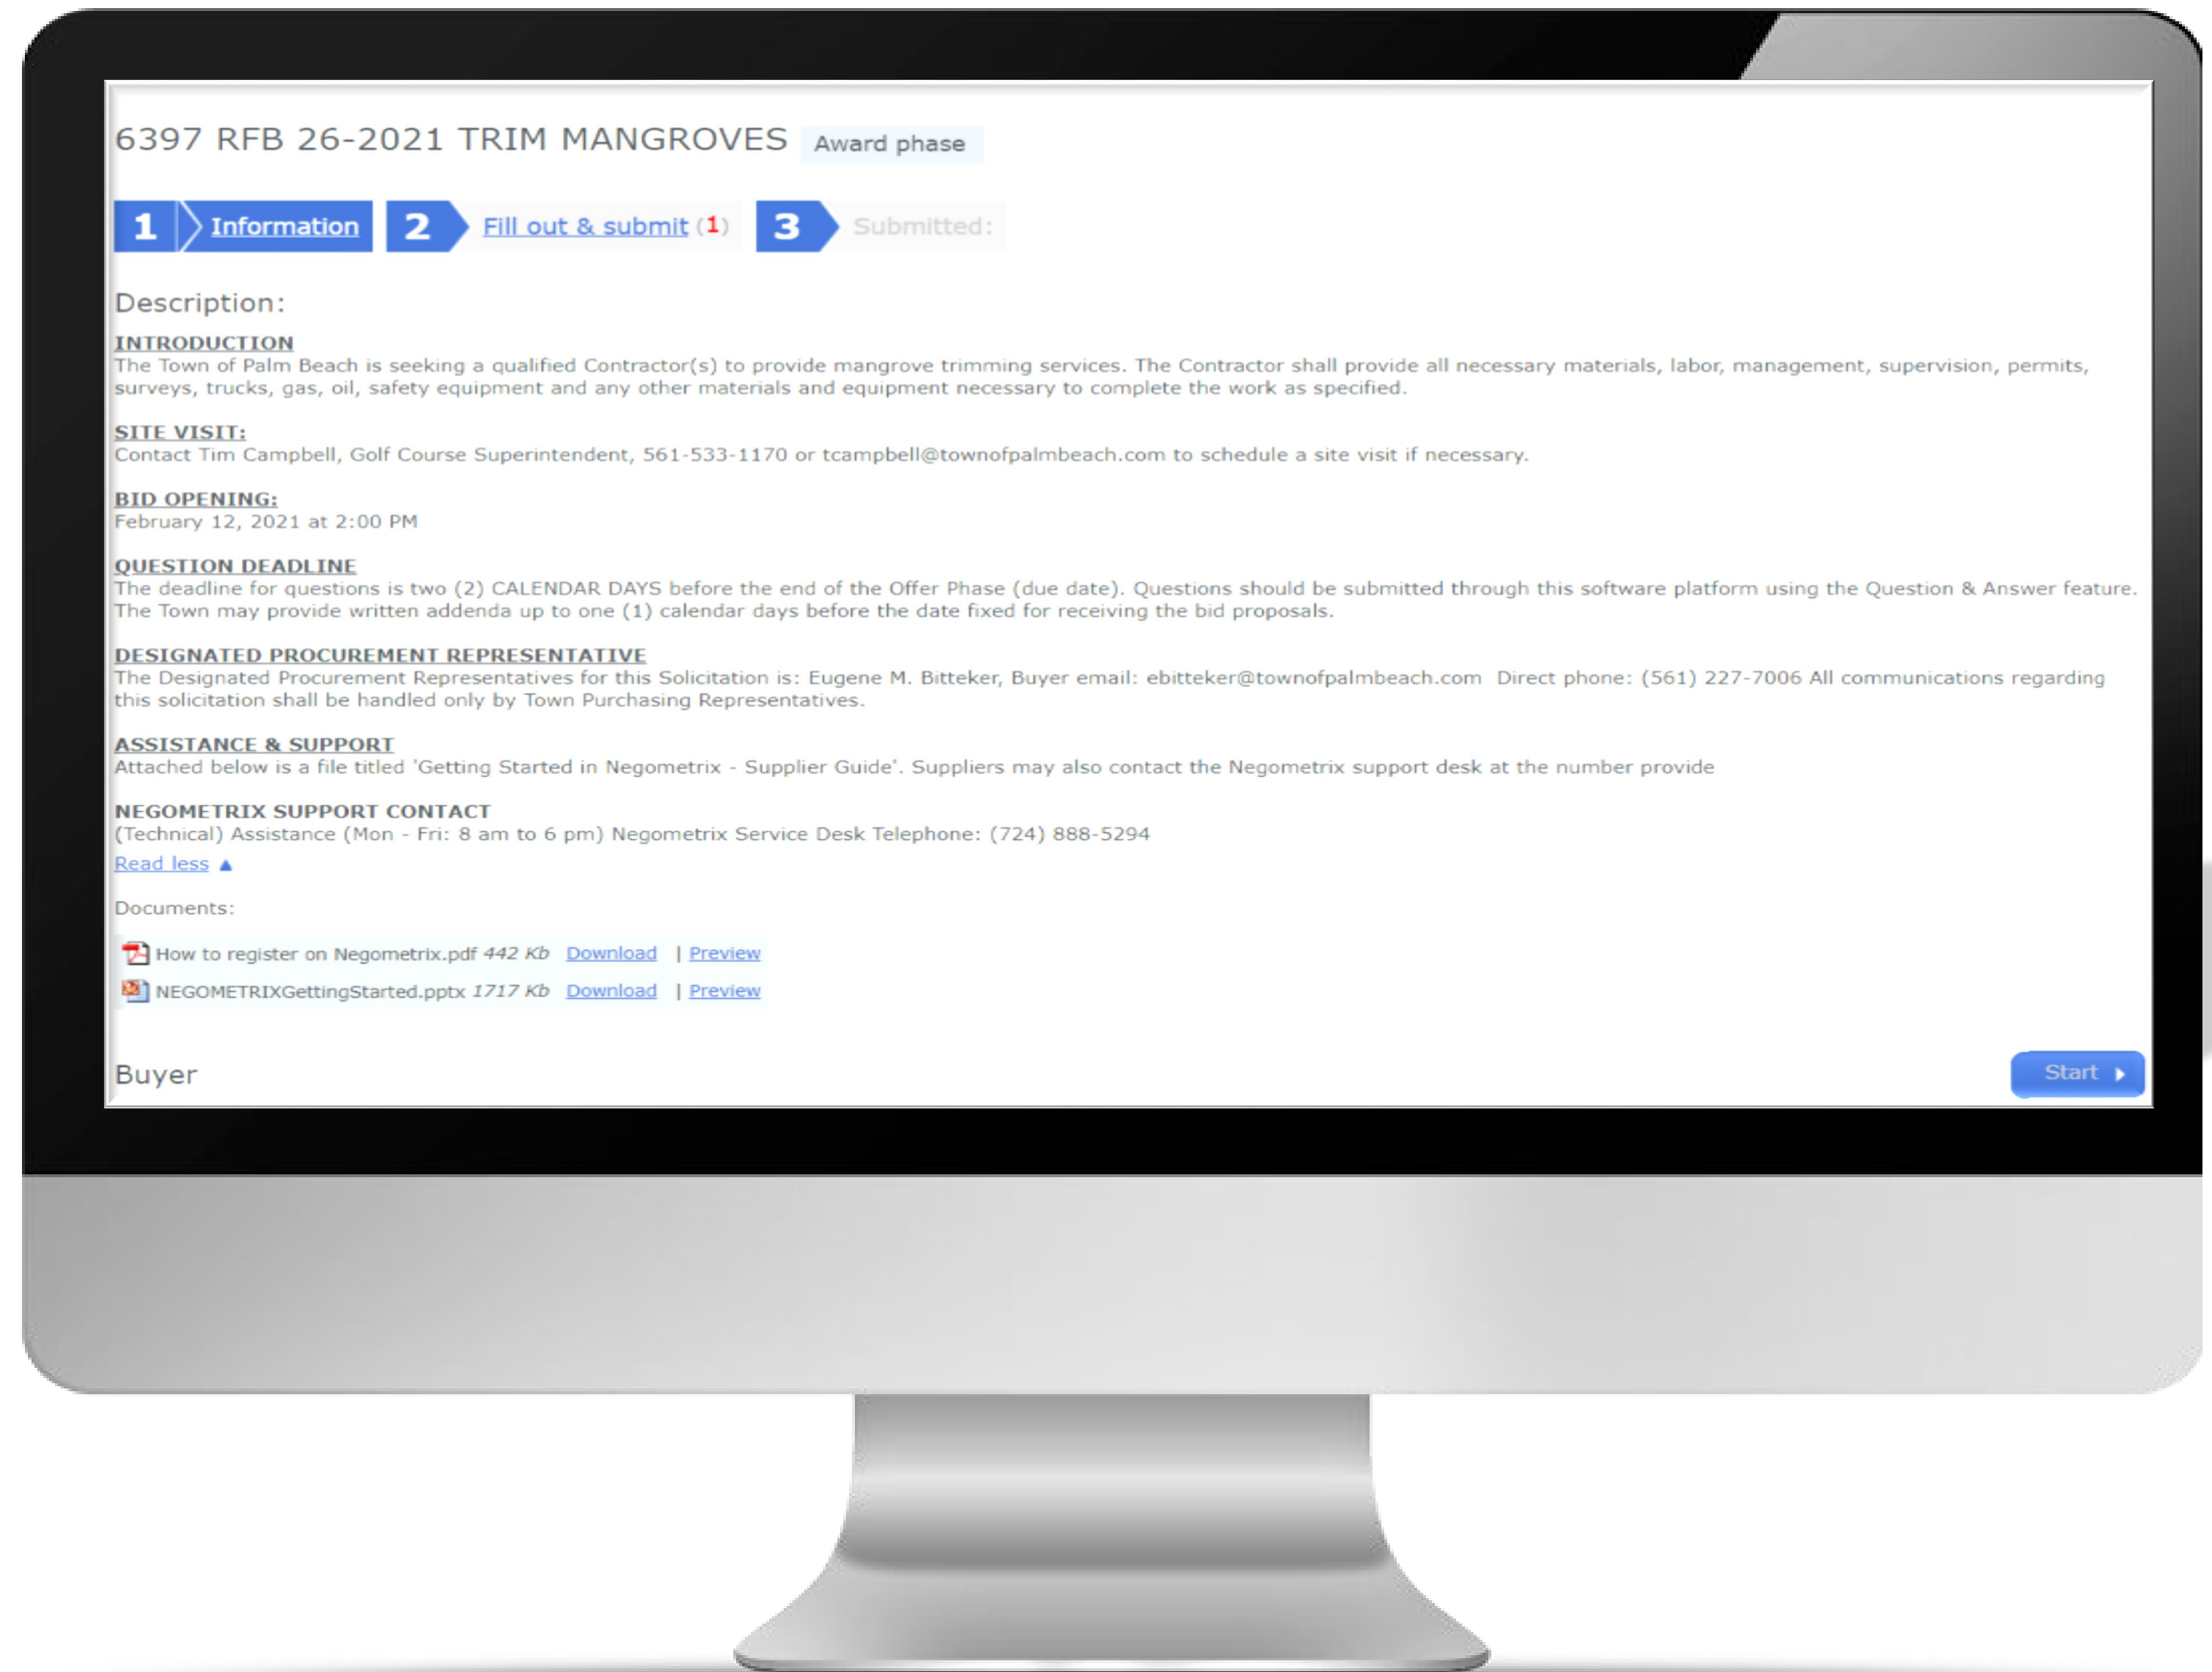 6397 RFB 26-2021 TRIM MANGROVES Award phase
1 Information 2 Fill out & submit (1) 3 Submitted:
Description:
INTRODUCTION
The Town of Palm Beach is seeking a qualified Contractor(s) to provide mangrove trimming services. The Contractor shall provide all necessary materials, labor, management, supervision, permits,
surveys, trucks, gas, oil, safety equipment and any other materials and equipment necessary to complete the work as specified.
SITE VISIT:
Contact Tim Campbell, Golf Course Superintendent, 561-533-1170 or tcampbell@townofpalmbeach.com to schedule a site visit if necessary.
BID OPENING:
February 12, 2021 at 2:00 PM
QUESTION DEADLINE
The deadline for questions is two (2) CALENDAR DAYS before the end of the Offer Phase (due date). Questions should be submitted through this software platform using the Question & Answer feature.
The Town may provide written addenda up to one (1) calendar days before the date fixed for receiving the bid proposals.
DESIGNATED PROCUREMENT REPRESENTATIVE
The Designated Procurement Representatives for this Solicitation is: Eugene M. Bitteker, Buyer email: ebitteker@townofpalmbeach.com Direct phone: (561) 227-7006 All communications regarding
this solicitation shall be handled only by Town Purchasing Representatives.
ASSISTANCE & SUPPORT
Attached below is a file titled 'Getting Started in Negometrix - Supplier Guide'. Suppliers may also contact the Negometrix support desk at the number provide
NEGOMETRIX SUPPORT CONTACT
(Technical) Assistance (Mon - Fri: 8 am to 6 pm) Negometrix Service Desk Telephone: (724) 888-5294
Read less ▲
Documents:
How to register on Negometrix.pdf 442 Kb Download | Preview
NEGOMETRIXGettingStarted.pptx 1717 Kb Download | Preview
Buyer
Start